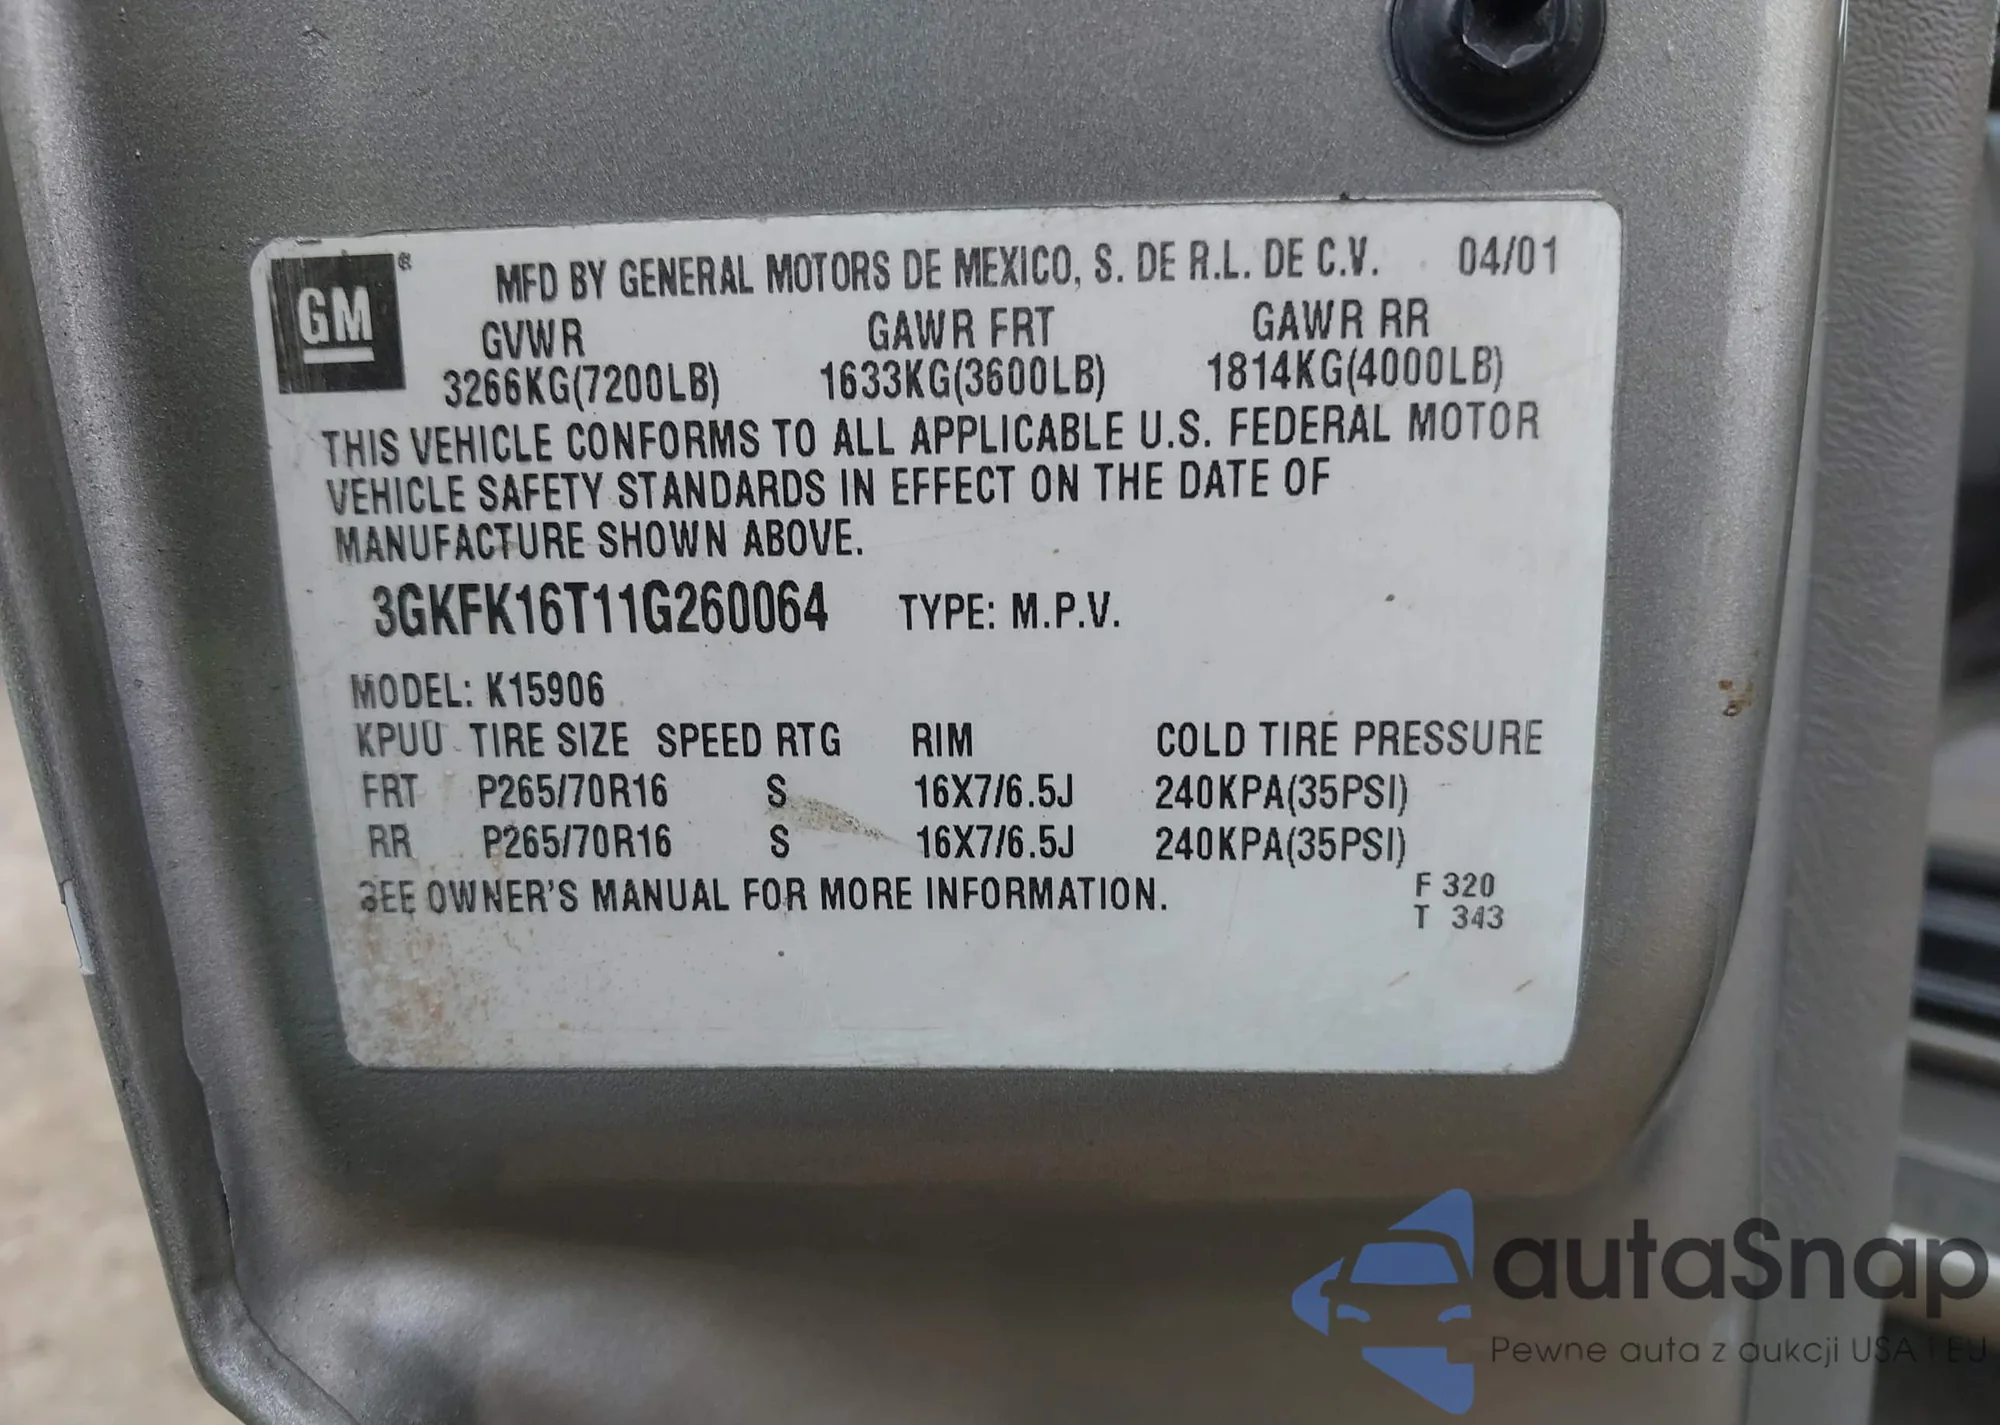 GM®
MFD BY GENERAL MOTORS DE MEXICO, S. DE R.L. DE C.V. 04/01
GVWR GAWR FRT GAWR RR
3266KG(7200LB) 1633KG(3600LB) 1814KG(4000LB)
THIS VEHICLE CONFORMS TO ALL APPLICABLE U.S. FEDERAL MOTOR
VEHICLE SAFETY STANDARDS IN EFFECT ON THE DATE OF
MANUFACTURE SHOWN ABOVE.
3GKFK16T11G260064 TYPE: M.P.V.
MODEL: K15906
KPUU TIRE SIZE SPEED RTG RIM COLD TIRE PRESSURE
FRT P265/70R16 S 16X7/6.5J 240KPA(35PSI)
RR P265/70R16 S 16X7/6.5J 240KPA(35PSI)
SEE OWNER'S MANUAL FOR MORE INFORMATION.
F 320
T 343
autaSnap
Pewne auta z aukcji USA i EU